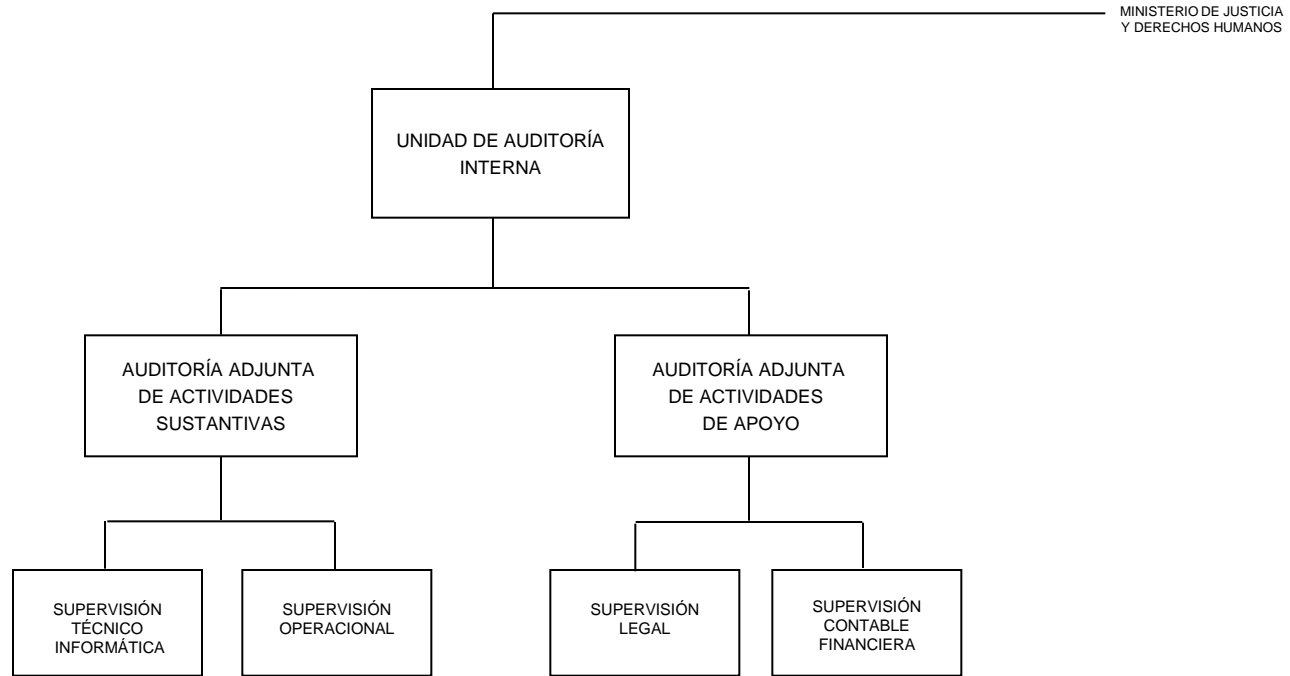 MINISTERIO DE JUSTICIA
Y DERECHOS HUMANOS
UNIDAD DE AUDITORÍA
INTERNA
AUDITORÍA ADJUNTA
DE ACTIVIDADES
SUSTANTIVAS
AUDITORÍA ADJUNTA
DE ACTIVIDADES
DE APOYO
SUPERVISIÓN
TÉCNICO
INFORMÁTICA
SUPERVISIÓN
OPERACIONAL
SUPERVISIÓN
LEGAL
SUPERVISIÓN
CONTABLE
FINANCIERA